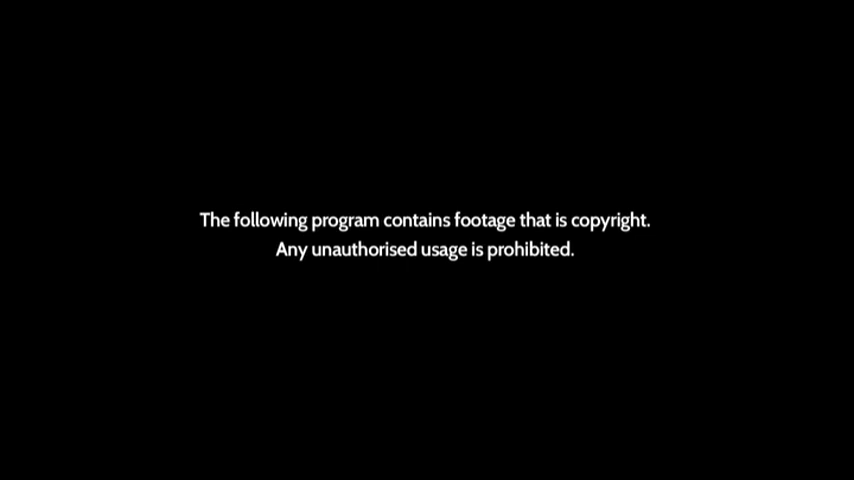 The following program contains footage that is copyright.
Any unauthorised usage is prohibited.